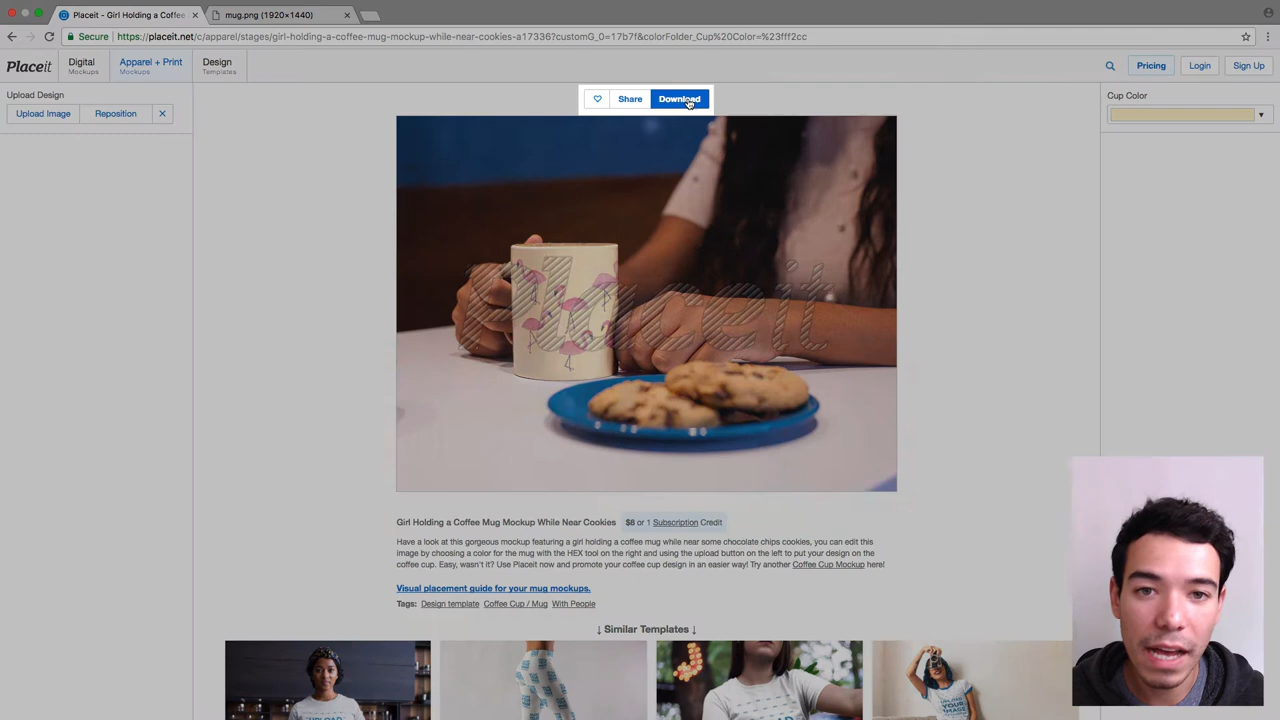 Placeit - Girl Holding a Coffee
mug.png (1920×1440)
Secure
https://placeit.net/c/apparel/stages/girl-holding-a-coffee-mug-mockup-while-near-cookies-a17336?customG_0=17b7f&colorFolder_Cup%20Color=%23fff2cc
Placeit
Digital
Mockups
Apparel + Print
Mockups
Design
Templates
Pricing
Login
Sign Up
Upload Design
Upload Image
Reposition
Share
Download
Cup Color
Placeit
Girl Holding a Coffee Mug Mockup While Near Cookies
$8 or 1 Subscription Credit
Have a look at this gorgeous mockup featuring a girl holding a coffee mug while near some chocolate chips cookies, you can edit this
image by choosing a color for the mug with the HEX tool on the right and using the upload button on the left to put your design on the
coffee cup. Easy, wasn't it? Use Placeit now and promote your coffee cup design in an easier way! Try another Coffee Cup Mockup here!
Visual placement guide for your mug mockups.
Tags: Design template Coffee Cup / Mug With People
↓ Similar Templates ↓
UPLOAD
UPLOAD
UPLOAD
YOUR
IMAGE